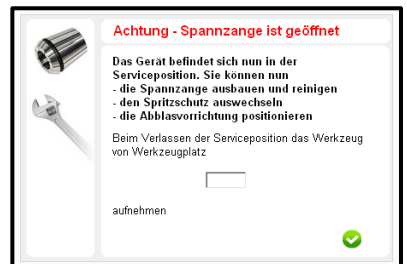 Achtung - Spannzange ist geöffnet
Das Gerät befindet sich nun in der
Serviceposition. Sie können nun
- die Spannzange ausbauen und reinigen
- den Spritzschutz auswechseln
- die Abblasvorrichtung positionieren
Beim Verlassen der Serviceposition das Werkzeug
von Werkzeugplatz
aufnehmen